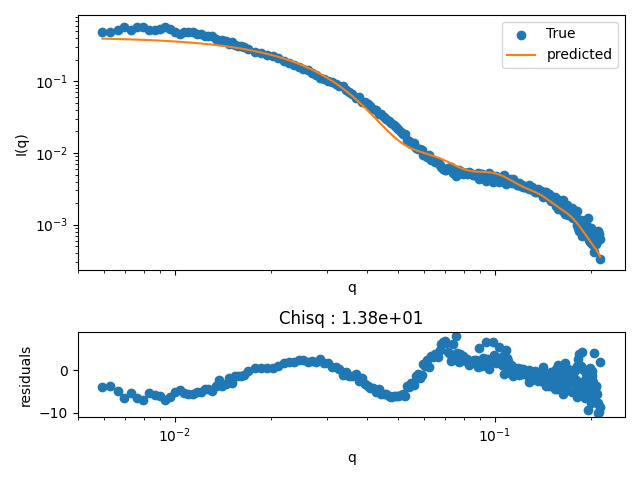 True
predicted
10⁻¹
10⁻²
10⁻³
I(q)
q
Chisq : 1.38e+01
0
−10
residuals
10⁻² 10⁻¹
q